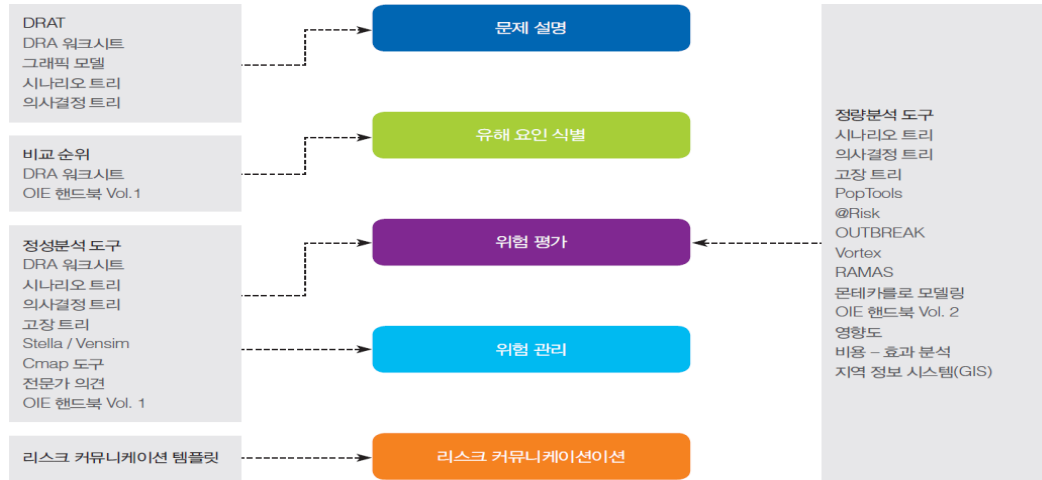 DRAT
DRA 워크시트
그래픽 모델
시나리오 트리
의사결정 트리
비교 순위
DRA 워크시트
OIE 핸드북 Vol.1
정성분석 도구
DRA 워크시트
시나리오 트리
의사결정 트리
고장 트리
Stella / Vensim
Cmap 도구
전문가 의견
OIE 핸드북 Vol. 1
리스크 커뮤니케이션 템플릿
문제 설명
유해 요인 식별
위험 평가
위험 관리
리스크 커뮤니케이션이션
정량분석 도구
시나리오 트리
의사결정 트리
고장 트리
PopTools
@Risk
OUTBREAK
Vortex
RAMAS
몬테카를로 모델링
OIE 핸드북 Vol. 2
영향도
비용 – 효과 분석
지역 정보 시스템(GIS)